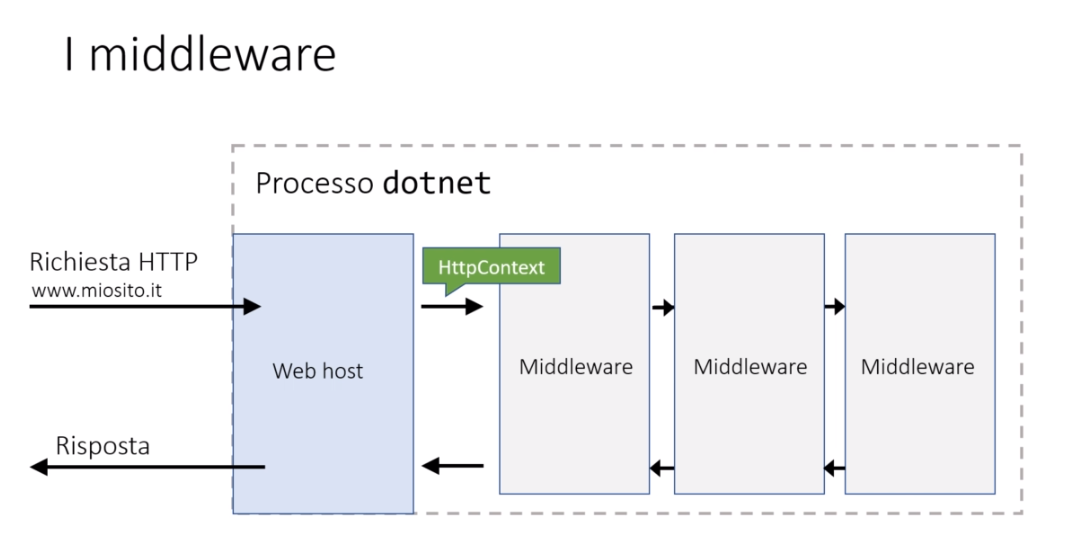 I middleware
Processo dotnet
Richiesta HTTP
www.miosito.it
HttpContext
Web host
Middleware
Middleware
Middleware
Risposta